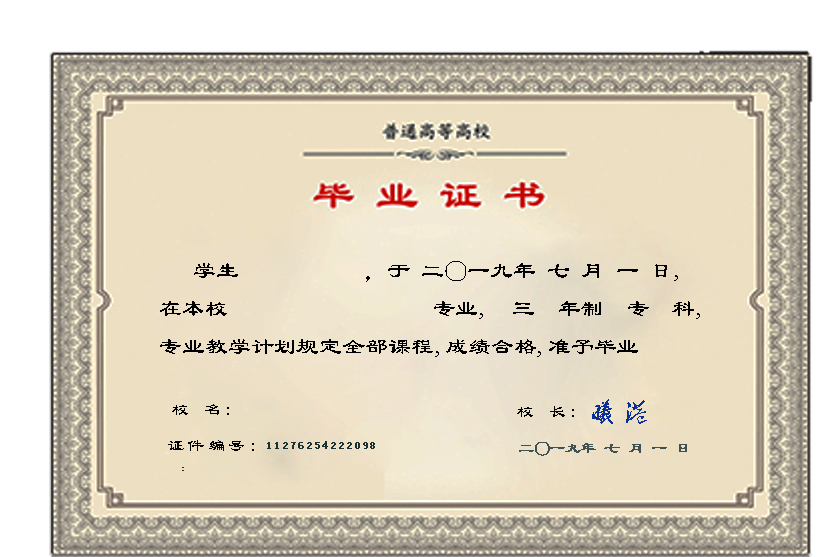 普通高等高校
毕业证书
学生 ，于 二〇一九年 七 月 一 日,
在本校 专业, 三 年制 专 科,
专业教学计划规定全部课程, 成绩合格, 准予毕业
校 名： 校 长：
证件编号：11276254222098 二〇一九年 七 月 一 日
：